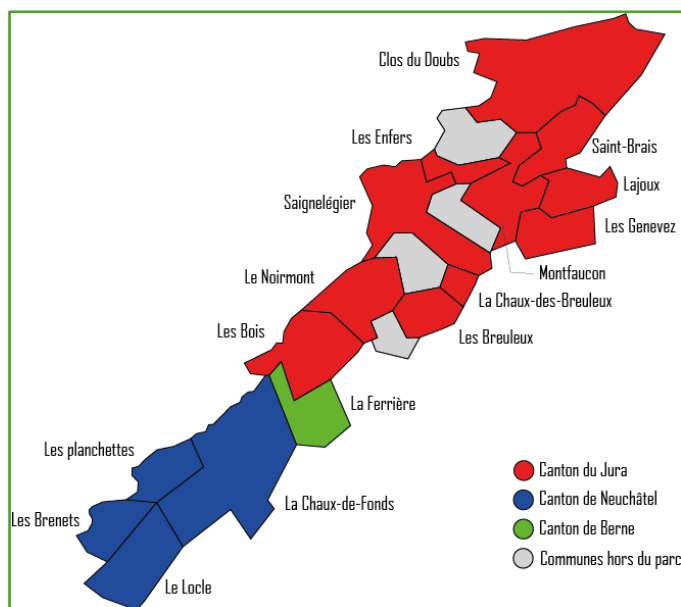 Clos du Doubs
Les Enfers
Saint-Brais
Lajoux
Saignelégier
Les Genevez
Montfaucon
Le Noirmont
La Chaux-des-Breuleux
Les Bois
Les Breuleux
La Ferrière
Les planchettes
La Chaux-de-Fonds
Les Brenets
Le Locle
Canton du Jura
Canton de Neuchâtel
Canton de Berne
Communes hors du parc